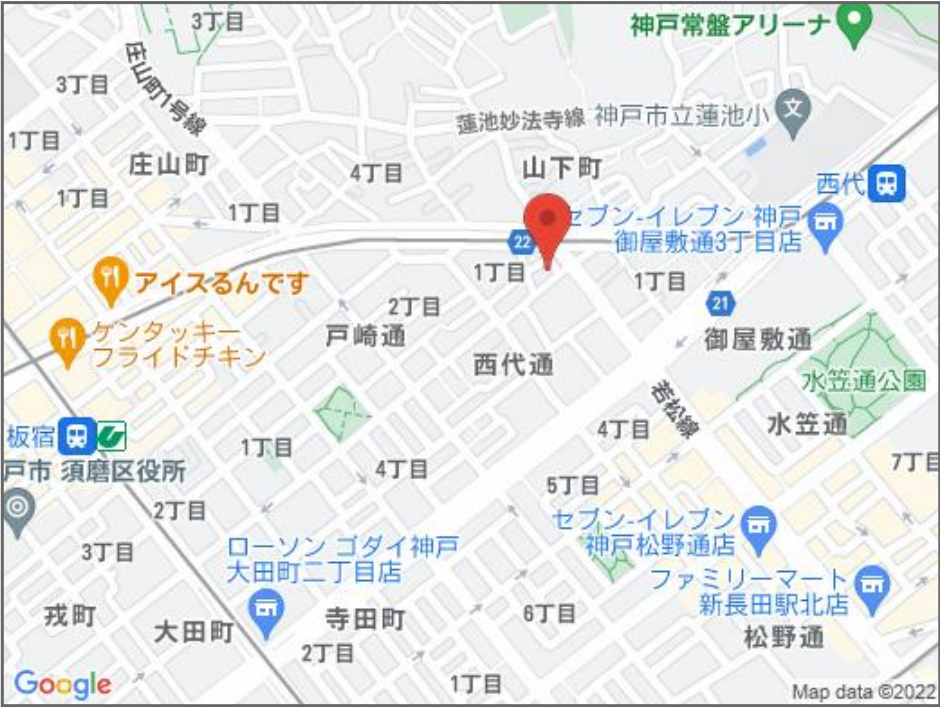 3丁目
神戸常盤アリーナ
庄山町1号線
3丁目
蓮池妙法寺線
神戸市立蓮池小
1丁目
庄山町
4丁目
山下町
西代
1丁目
1丁目
セブン-イレブン 神戸
御屋敷通3丁目店
22
1丁目
1丁目
アイスるんです
2丁目
21
ケンタッキー
フライドチキン
戸崎通
御屋敷通
西代通
水笠通公園
若松線
水笠通
4丁目
板宿
1丁目
7丁目
戸市 須磨区役所
4丁目
5丁目
2丁目
セブン-イレブン
神戸松野通店
3丁目
ローソン ゴダイ神戸
大田町二丁目店
ファミリーマート
新長田駅北店
戎町
大田町
寺田町
6丁目
松野通
2丁目
1丁目
Google
Map data ©2022